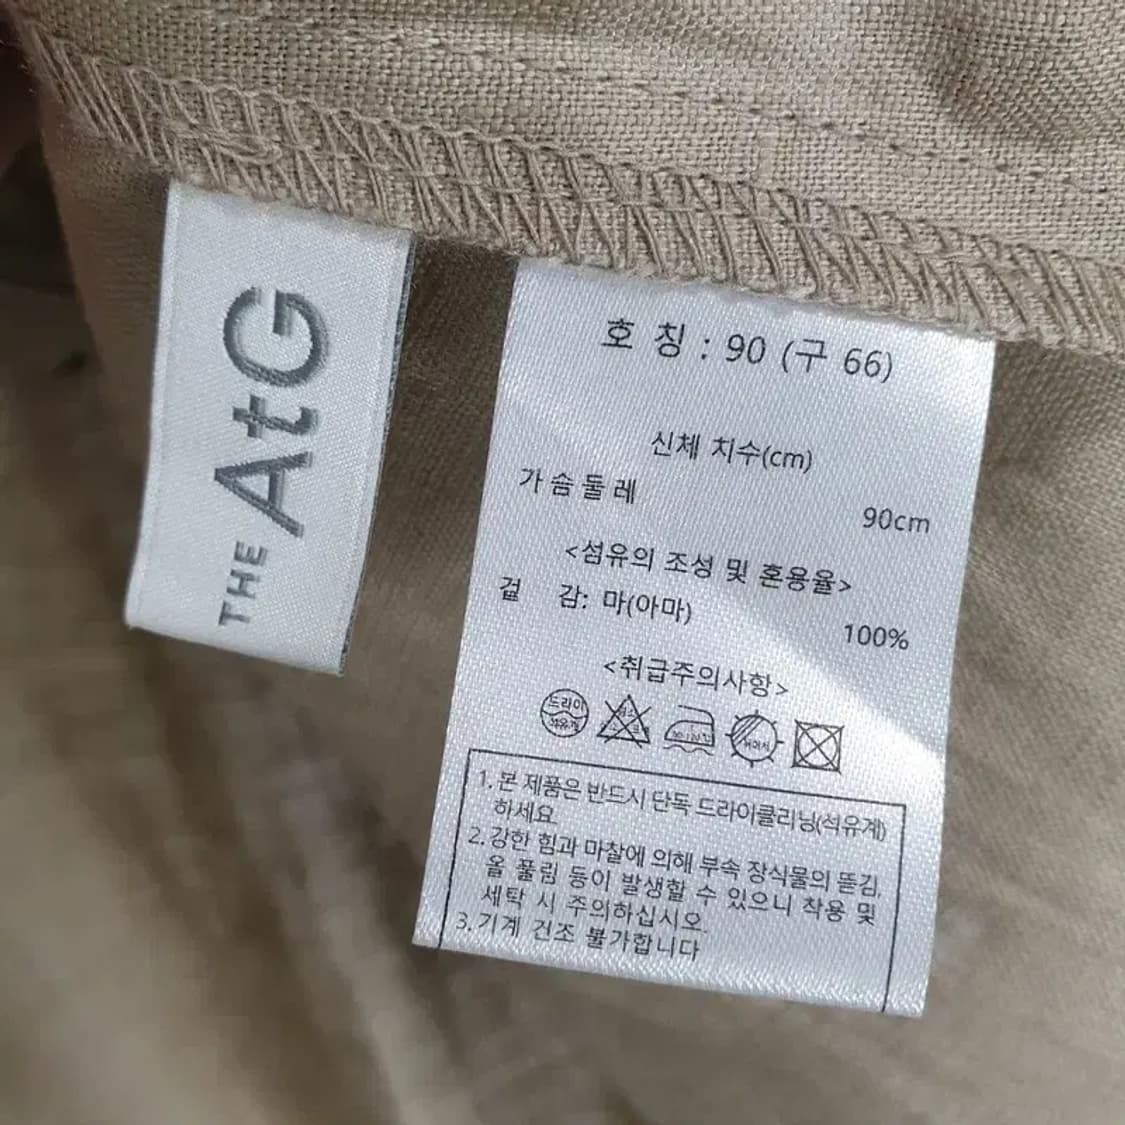 THE AtG
호 칭 : 90 (구 66)
신체 치수(cm)
가슴둘레 90cm
<섬유의 조성 및 혼용율>
겉 감: 마(아마) 100%
<취급주의사항>
드라이
석유계
1. 본 제품은 반드시 단독 드라이클리닝(석유계)
하세요.
2. 강한 힘과 마찰에 의해 부속 장식물의 뜯김,
올 풀림 등이 발생할 수 있으니 착용 및
세탁 시 주의하십시오.
3. 기계 건조 불가합니다